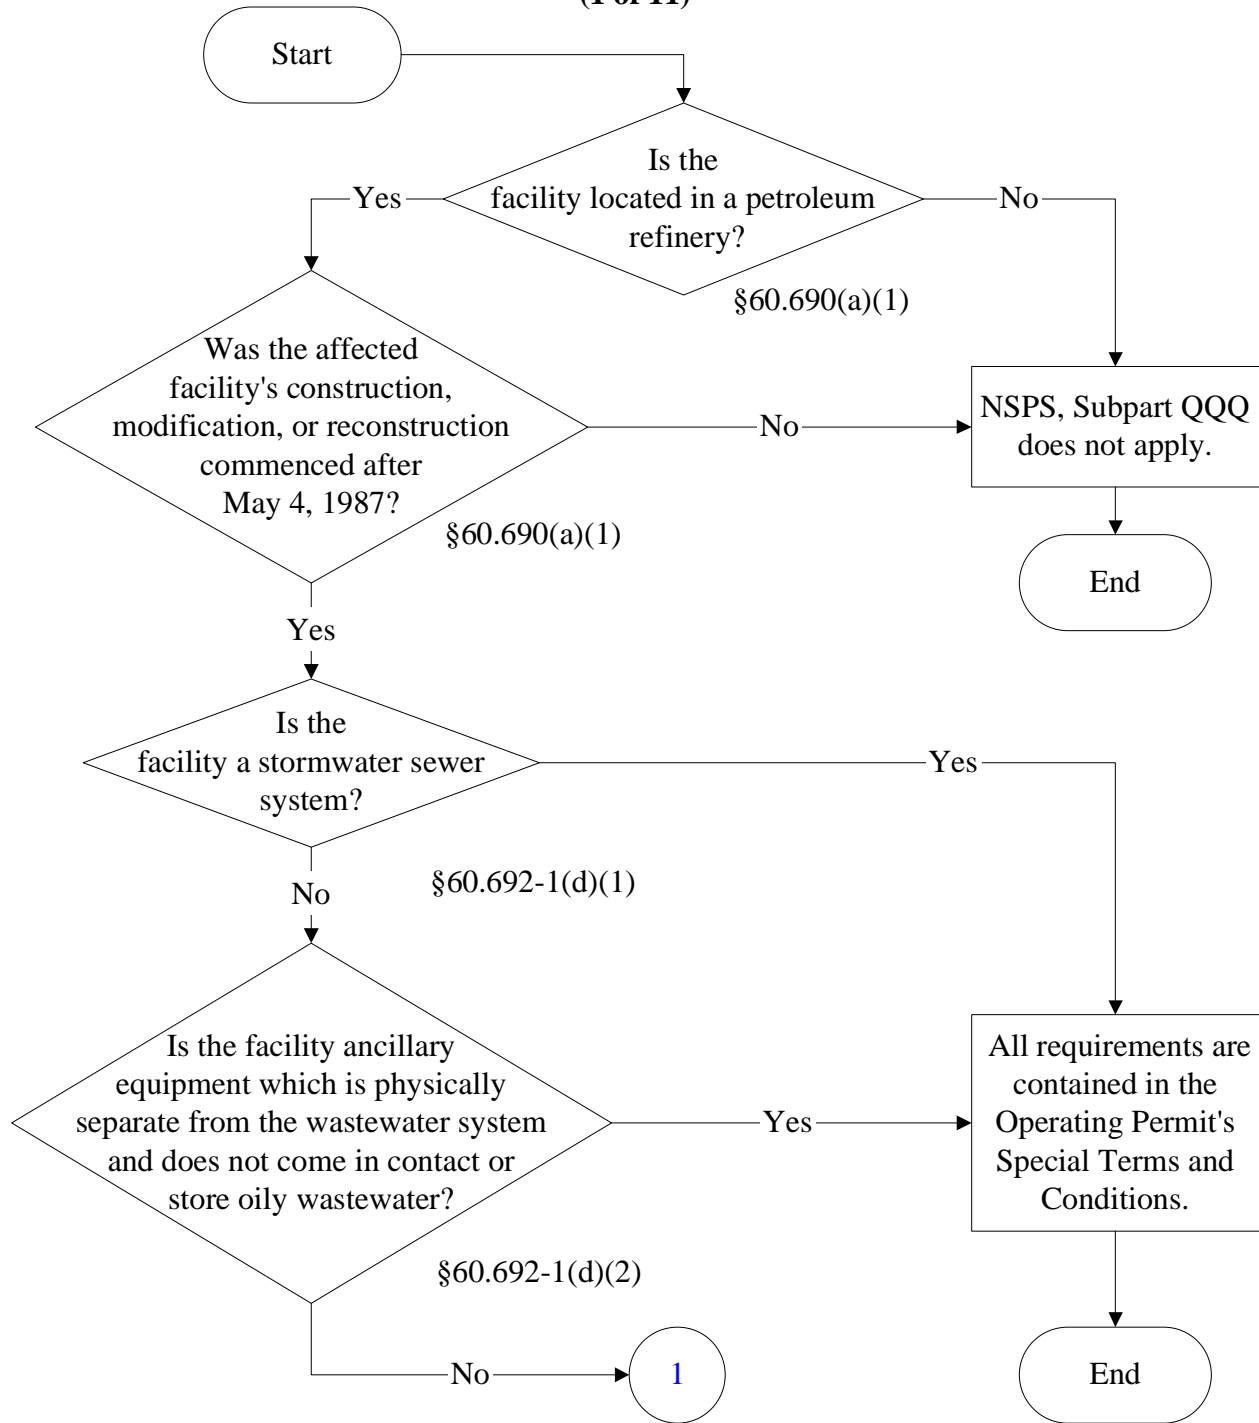 (1 of 11)
Start
Is the
facility located in a petroleum
refinery?
Yes
No
§60.690(a)(1)
Was the affected
facility's construction,
modification, or reconstruction
commenced after
May 4, 1987?
No
NSPS, Subpart QQQ
does not apply.
§60.690(a)(1)
End
Yes
Is the
facility a stormwater sewer
system?
Yes
§60.692-1(d)(1)
No
Is the facility ancillary
equipment which is physically
separate from the wastewater system
and does not come in contact or
store oily wastewater?
Yes
All requirements are
contained in the
Operating Permit's
Special Terms and
Conditions.
§60.692-1(d)(2)
No
1
End